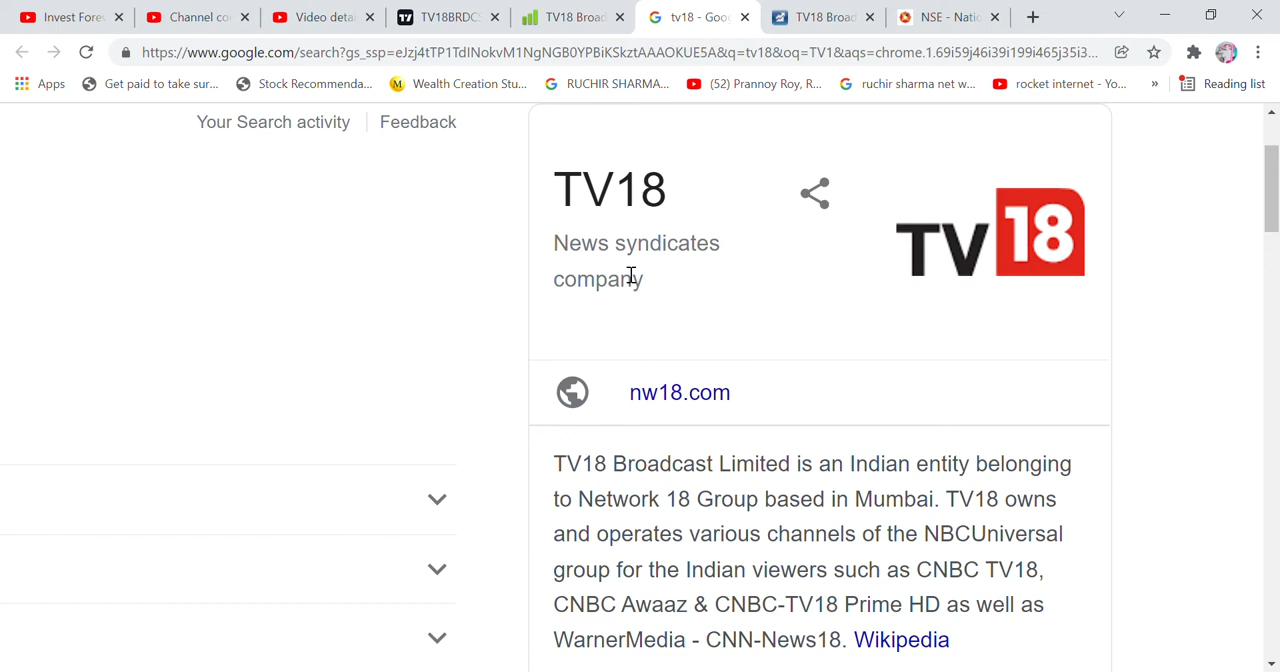 Invest Fore
Channel co
Video deta
TV18BRDC
TV18 Broad
tv18 - Goo
TV18 Broad
NSE - Natio
https://www.google.com/search?gs_ssp=eJzj4tTP1TdINokvM1NgNGB0YPBiKSkztAAAOKUE5A&q=tv18&oq=TV1&aqs=chrome.1.69i59j46i39i199i465j35i3...
Apps
Get paid to take sur...
Stock Recommenda...
Wealth Creation Stu...
RUCHIR SHARMA...
(52) Prannoy Roy, R...
ruchir sharma net w...
rocket internet - Yo...
»
Reading list
Your Search activity
Feedback
TV18
News syndicates
company
TV18
nw18.com
TV18 Broadcast Limited is an Indian entity belonging
to Network 18 Group based in Mumbai. TV18 owns
and operates various channels of the NBCUniversal
group for the Indian viewers such as CNBC TV18,
CNBC Awaaz & CNBC-TV18 Prime HD as well as
WarnerMedia - CNN-News18. Wikipedia